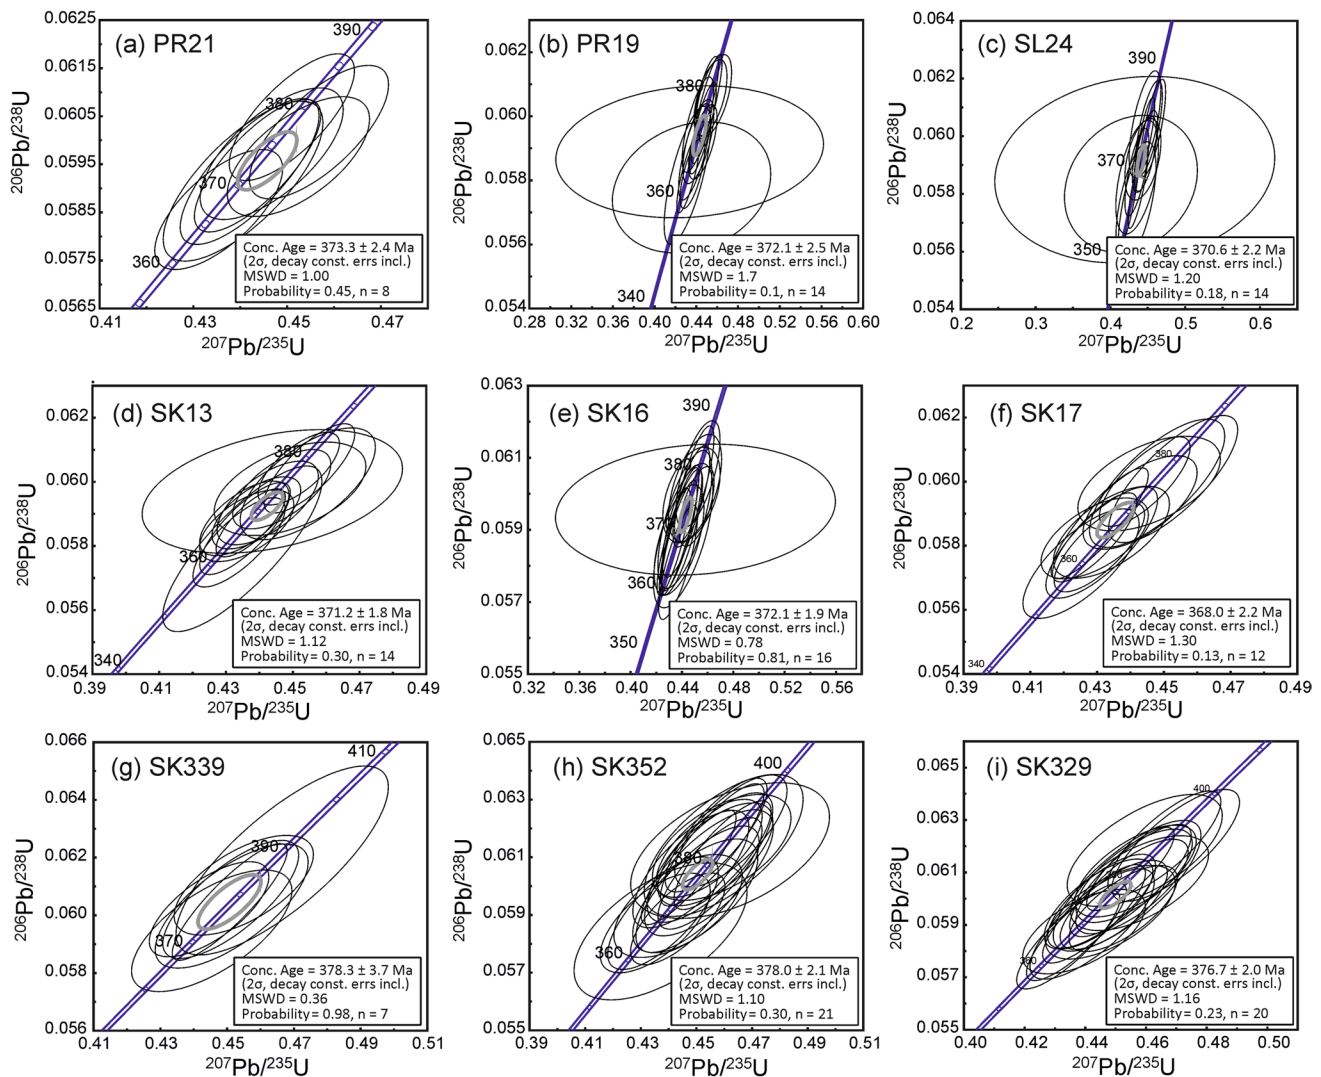 (a) PR21
0.0625
0.0615
0.0605
0.0595
0.0585
0.0575
0.0565
206Pb/238U
390
380
370
360
Conc. Age = 373.3 ± 2.4 Ma
(2σ, decay const. errs incl.)
MSWD = 1.00
Probability= 0.45, n = 8
0.41 0.43 0.45 0.47
207Pb/235U
(b) PR19
0.062
0.060
0.058
0.056
0.054
206Pb/238U
380
360
340
Conc. Age = 372.1 ± 2.5 Ma
(2σ, decay const. errs incl.)
MSWD = 1.7
Probability= 0.1, n = 14
0.28 0.32 0.36 0.40 0.44 0.48 0.52 0.56 0.60
207Pb/235U
(c) SL24
0.064
0.062
0.060
0.058
0.056
0.054
206Pb/238U
390
370
350
Conc. Age = 370.6 ± 2.2 Ma
(2σ, decay const. errs incl.)
MSWD = 1.20
Probability= 0.18, n = 14
0.2 0.3 0.4 0.5 0.6
207Pb/235U
(d) SK13
0.062
0.060
0.058
0.056
0.054
206Pb/238U
380
360
340
Conc. Age = 371.2 ± 1.8 Ma
(2σ, decay const. errs incl.)
MSWD = 1.12
Probability= 0.30, n = 14
0.39 0.41 0.43 0.45 0.47 0.49
207Pb/235U
(e) SK16
0.063
0.061
0.059
0.057
0.055
206Pb/238U
390
380
370
360
350
Conc. Age = 372.1 ± 1.9 Ma
(2σ, decay const. errs incl.)
MSWD = 0.78
Probability= 0.81, n = 16
0.32 0.36 0.40 0.44 0.48 0.52 0.56
207Pb/235U
(f) SK17
0.062
0.060
0.058
0.056
0.054
206Pb/238U
380
360
340
Conc. Age = 368.0 ± 2.2 Ma
(2σ, decay const. errs incl.)
MSWD = 1.30
Probability= 0.13, n = 12
0.39 0.41 0.43 0.45 0.47 0.49
207Pb/235U
(g) SK339
0.066
0.064
0.062
0.060
0.058
0.056
206Pb/238U
410
390
370
Conc. Age = 378.3 ± 3.7 Ma
(2σ, decay const. errs incl.)
MSWD = 0.36
Probability= 0.98, n = 7
0.41 0.43 0.45 0.47 0.49 0.51
207Pb/235U
(h) SK352
0.065
0.063
0.061
0.059
0.057
0.055
206Pb/238U
400
380
360
Conc. Age = 378.0 ± 2.1 Ma
(2σ, decay const. errs incl.)
MSWD = 1.10
Probability= 0.30, n = 21
0.39 0.41 0.43 0.45 0.47 0.49 0.51
207Pb/235U
(i) SK329
0.065
0.063
0.061
0.059
0.057
0.055
206Pb/238U
400
360
Conc. Age = 376.7 ± 2.0 Ma
(2σ, decay const. errs incl.)
MSWD = 1.16
Probability= 0.23, n = 20
0.40 0.42 0.44 0.46 0.48 0.50
207Pb/235U